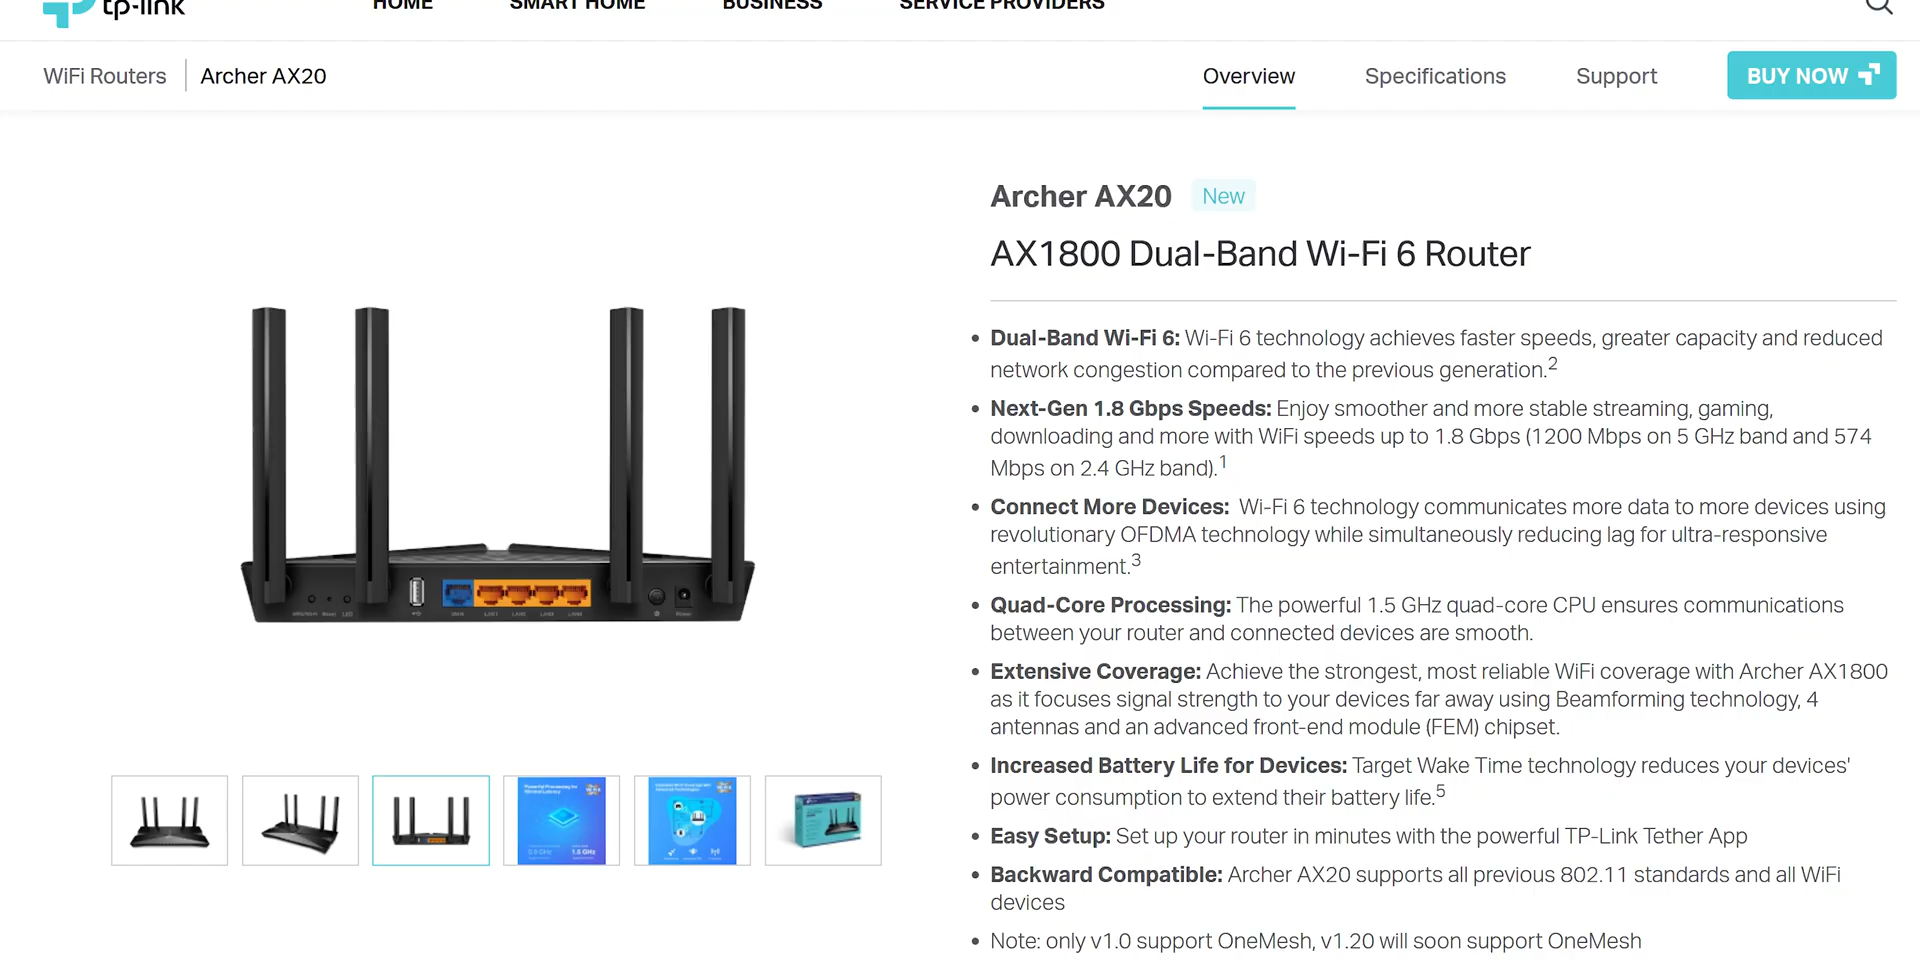 tp-link
HOME SMART HOME BUSINESS SERVICE PROVIDERS
WiFi Routers Archer AX20
Overview Specifications Support BUY NOW
Archer AX20 New
AX1800 Dual-Band Wi-Fi 6 Router
• Dual-Band Wi-Fi 6: Wi-Fi 6 technology achieves faster speeds, greater capacity and reduced
network congestion compared to the previous generation.2
• Next-Gen 1.8 Gbps Speeds: Enjoy smoother and more stable streaming, gaming,
downloading and more with WiFi speeds up to 1.8 Gbps (1200 Mbps on 5 GHz band and 574
Mbps on 2.4 GHz band).1
• Connect More Devices: Wi-Fi 6 technology communicates more data to more devices using
revolutionary OFDMA technology while simultaneously reducing lag for ultra-responsive
entertainment.3
• Quad-Core Processing: The powerful 1.5 GHz quad-core CPU ensures communications
between your router and connected devices are smooth.
• Extensive Coverage: Achieve the strongest, most reliable WiFi coverage with Archer AX1800
as it focuses signal strength to your devices far away using Beamforming technology, 4
antennas and an advanced front-end module (FEM) chipset.
• Increased Battery Life for Devices: Target Wake Time technology reduces your devices'
power consumption to extend their battery life.5
• Easy Setup: Set up your router in minutes with the powerful TP-Link Tether App
• Backward Compatible: Archer AX20 supports all previous 802.11 standards and all WiFi
devices
• Note: only v1.0 support OneMesh, v1.20 will soon support OneMesh
Reset LED
LAN1
Power
1.5 GHz